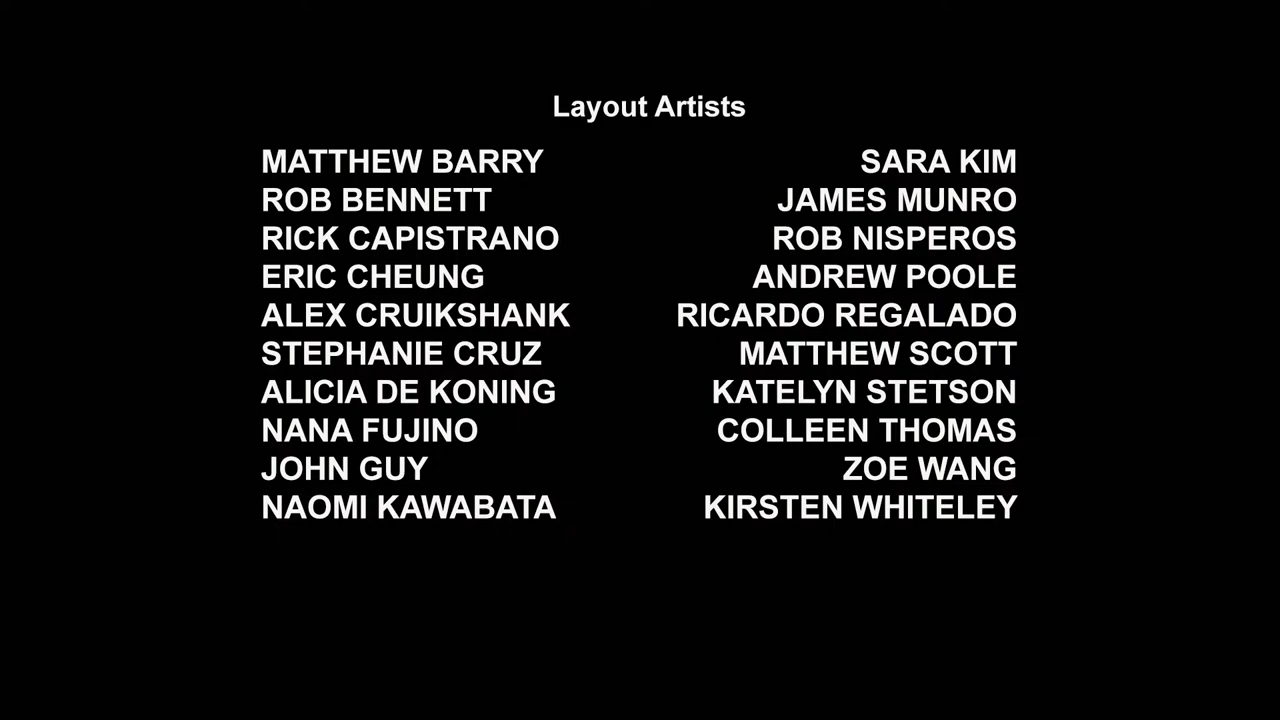 Layout Artists
MATTHEW BARRY
ROB BENNETT
RICK CAPISTRANO
ERIC CHEUNG
ALEX CRUIKSHANK
STEPHANIE CRUZ
ALICIA DE KONING
NANA FUJINO
JOHN GUY
NAOMI KAWABATA
SARA KIM
JAMES MUNRO
ROB NISPEROS
ANDREW POOLE
RICARDO REGALADO
MATTHEW SCOTT
KATELYN STETSON
COLLEEN THOMAS
ZOE WANG
KIRSTEN WHITELEY